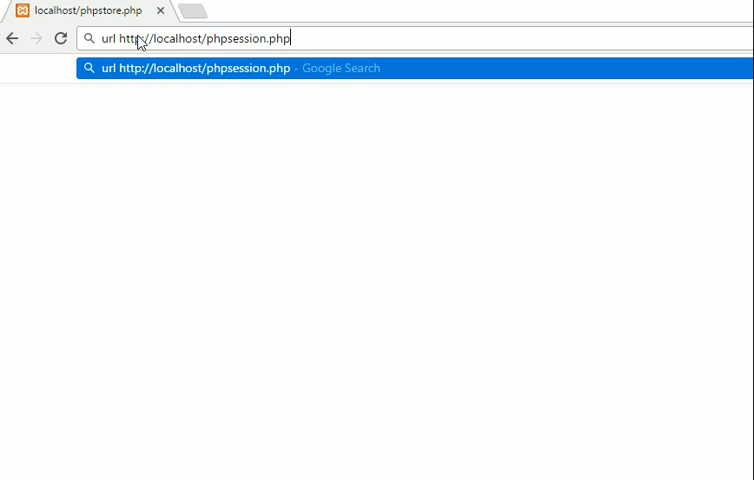 localhost/phpstore.php
url http://localhost/phpsession.php
url http://localhost/phpsession.php - Google Search